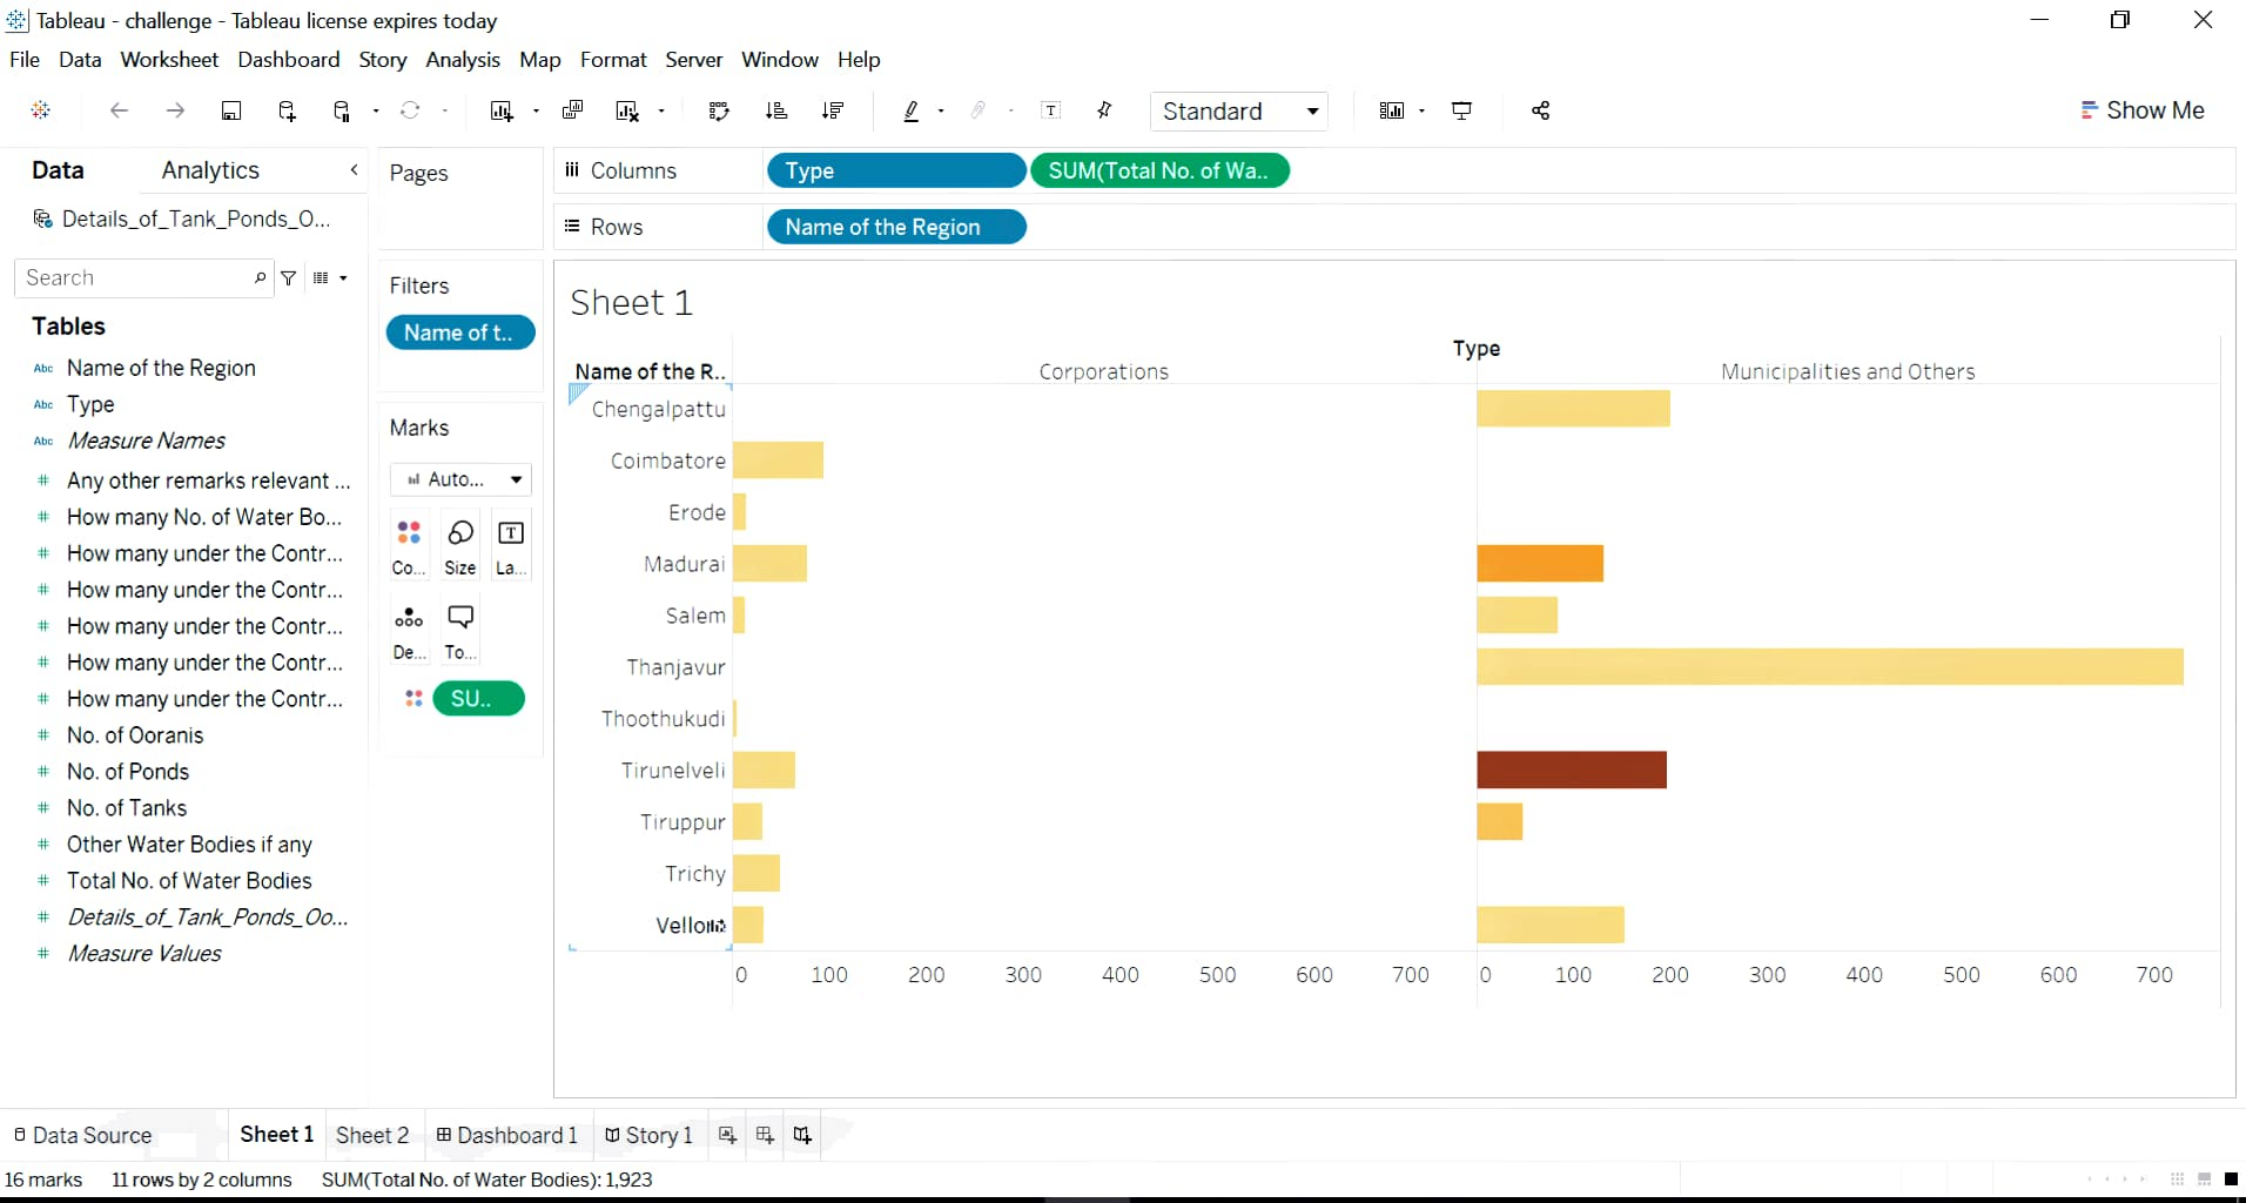 Tableau - challenge - Tableau license expires today
File Data Worksheet Dashboard Story Analysis Map Format Server Window Help
Standard
Show Me
Data Analytics
Details_of_Tank_Ponds_O...
Search
Tables
Abc Name of the Region
Abc Type
Abc Measure Names
# Any other remarks relevant ...
# How many No. of Water Bo...
# How many under the Contr...
# How many under the Contr...
# How many under the Contr...
# How many under the Contr...
# How many under the Contr...
# No. of Ooranis
# No. of Ponds
# No. of Tanks
# Other Water Bodies if any
# Total No. of Water Bodies
# Details_of_Tank_Ponds_Oo...
# Measure Values
Pages
Filters
Name of t..
Marks
Auto...
Co... Size La...
De... To...
SU..
Columns Type SUM(Total No. of Wa..
Rows Name of the Region
Sheet 1
Type
Name of the R.. Corporations Municipalities and Others
Chengalpattu
Coimbatore
Erode
Madurai
Salem
Thanjavur
Thoothukudi
Tirunelveli
Tiruppur
Trichy
0 100 200 300 400 500 600 700 0 100 200 300 400 500 600 700
Data Source Sheet 1 Sheet 2 Dashboard 1 Story 1
16 marks 11 rows by 2 columns SUM(Total No. of Water Bodies): 1,923